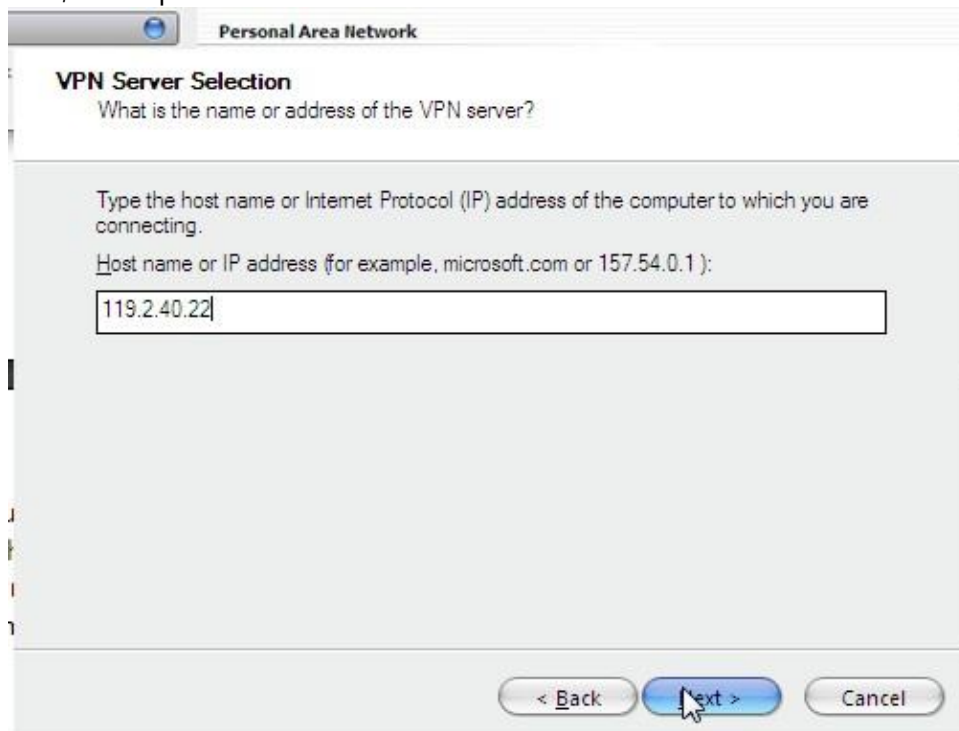 Personal Area Network
VPN Server Selection
What is the name or address of the VPN server?
Type the host name or Internet Protocol (IP) address of the computer to which you are
connecting.
Host name or IP address (for example, microsoft.com or 157.54.0.1 ):
119.2.40.22
< Back
Next >
Cancel